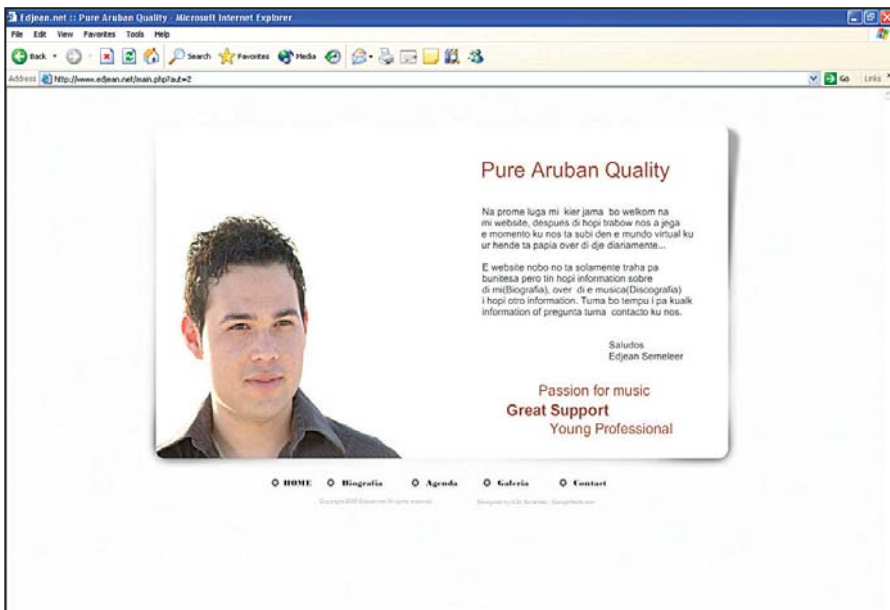 Edjean.net :: Pure Aruban Quality - Microsoft Internet Explorer
File Edit View Favorites Tools Help
Back Search Favorites Media
Address http://www.edjean.net/main.php?aut=2 Go Links
Pure Aruban Quality
Na prome luga mi kier jama bo welkom na
mi website, despues di hopi trabow nos a jega
e momento ku nos ta subi den e mundo virtual ku
ur hende ta papia over di dje diariamente...
E website nobo no ta solamente traha pa
bunitesa pero tin hopi information sobre
di mi(Biografia), over di e musica(Discografia)
i hopi otro information. Tuma bo tempu i pa kualk
information of pregunta tuma contacto ku nos.
Saludos
Edjean Semeleer
Passion for music
Great Support
Young Professional
HOME Biografia Agenda Galeria Contact